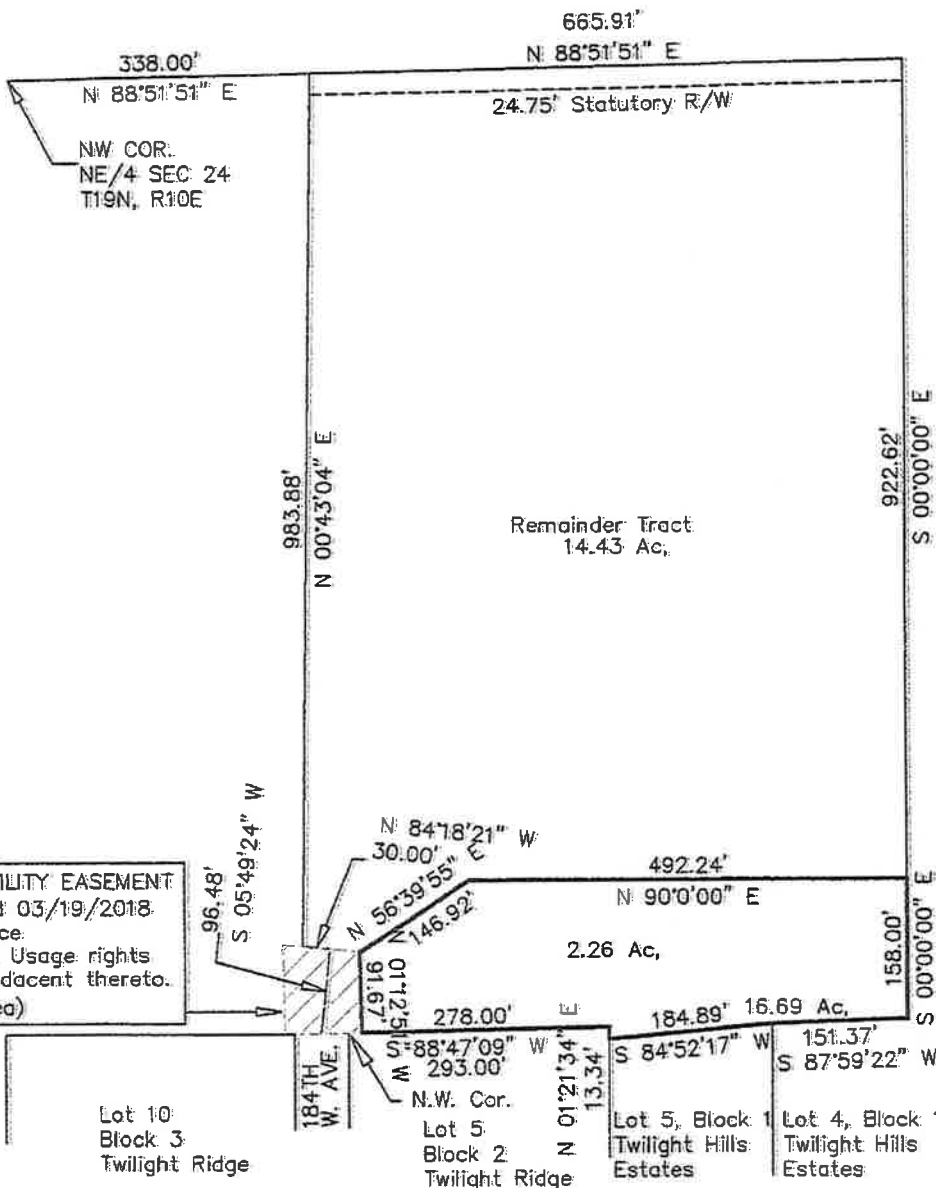 665.91'
N 88°51'51" E
338.00'
N 88°51'51" E
24.75' Statutory R/W
NW COR.
NE/4 SEC 24
T19N, R10E
983.88'
N 00°43'04" E
922.62'
S 00°00'00" E
Remainder Tract
14.43 Ac,
96.48'
S 05°49'24" W
N 84°18'21" W
30.00'
N 56°39'55" E
146.92'
492.24'
N 90°0'00" E
ILITY EASEMENT
03/19/2018
ce
Usage rights
dacent thereto.
a)
91.67'
N 01°12'51" W
2.26 Ac,
158.00'
S 00°00'00" E
278.00'
S 88°47'09" W
293.00'
N 01°21'34" E
13.34'
184.89'
S 84°52'17" W
16.69 Ac,
151.37'
S 87°59'22" W
184TH
W. AVE.
N.W. Cor.
Lot 10
Block 3
Twilight Ridge
Lot 5
Block 2
Twilight Ridge
Lot 5, Block 1
Twilight Hills
Estates
Lot 4, Block
Twilight Hills
Estates